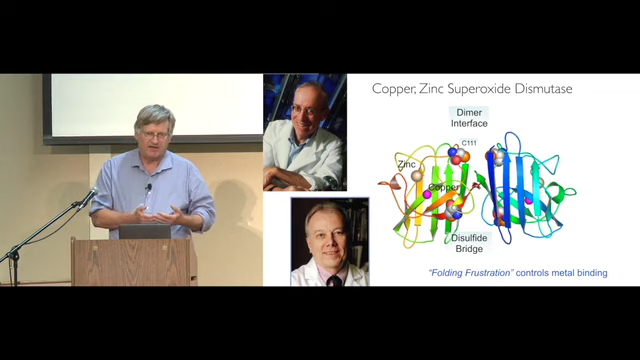 Copper, Zinc Superoxide Dismutase
Dimer
Interface
C111
Zinc
Copper
Disulfide
Bridge
"Folding Frustration" controls metal binding